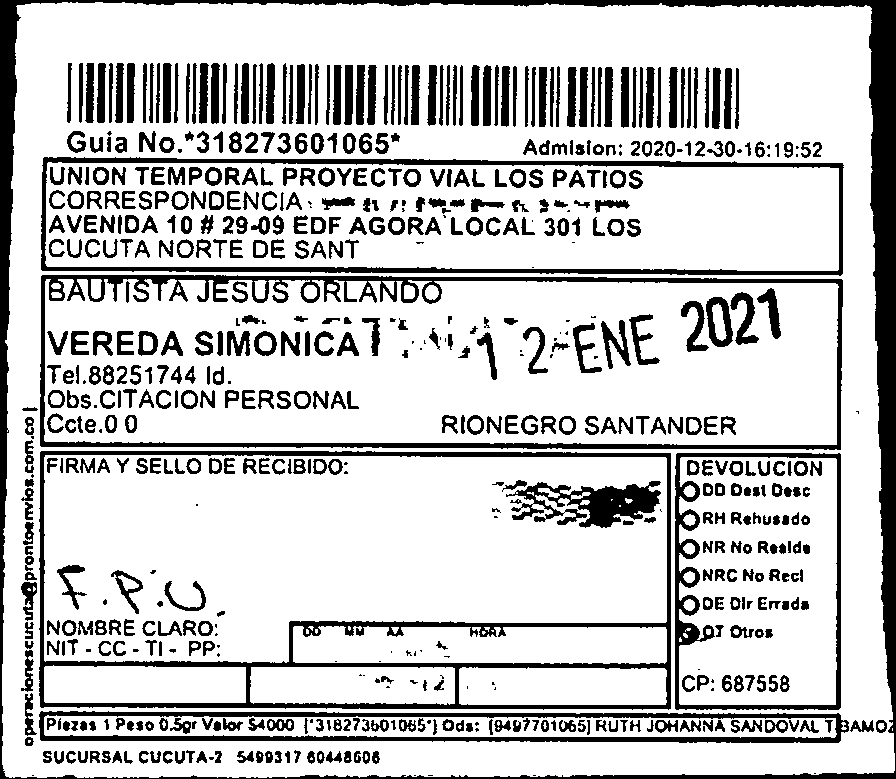 Guia No.*318273601065*
Admision: 2020-12-30-16:19:52
UNION TEMPORAL PROYECTO VIAL LOS PATIOS
CORRESPONDENCIA:
AVENIDA 10 # 29-09 EDF AGORA LOCAL 301 LOS
CUCUTA NORTE DE SANT
BAUTISTA JESUS ORLANDO
VEREDA SIMONICA
12 ENE 2021
Tel.88251744 Id.
Obs.CITACION PERSONAL
Ccte.0 0
RIONEGRO SANTANDER
operacionescucuta@prontoenvios.com.co |
FIRMA Y SELLO DE RECIBIDO:
F.P.U.
NOMBRE CLARO:
NIT - CC - TI - PP:
DD MM AA HORA
DEVOLUCION
DD Dest Desc
RH Rehusado
NR No Reside
NRC No Recl
DE Dir Errada
OT Otros
CP: 687558
Piezas 1 Peso 0.5gr Valor $4000 [*318273601065*] Ods: [9497701065] RUTH JOHANNA SANDOVAL TIBAMOZ
SUCURSAL CUCUTA-2 5499317 60448606